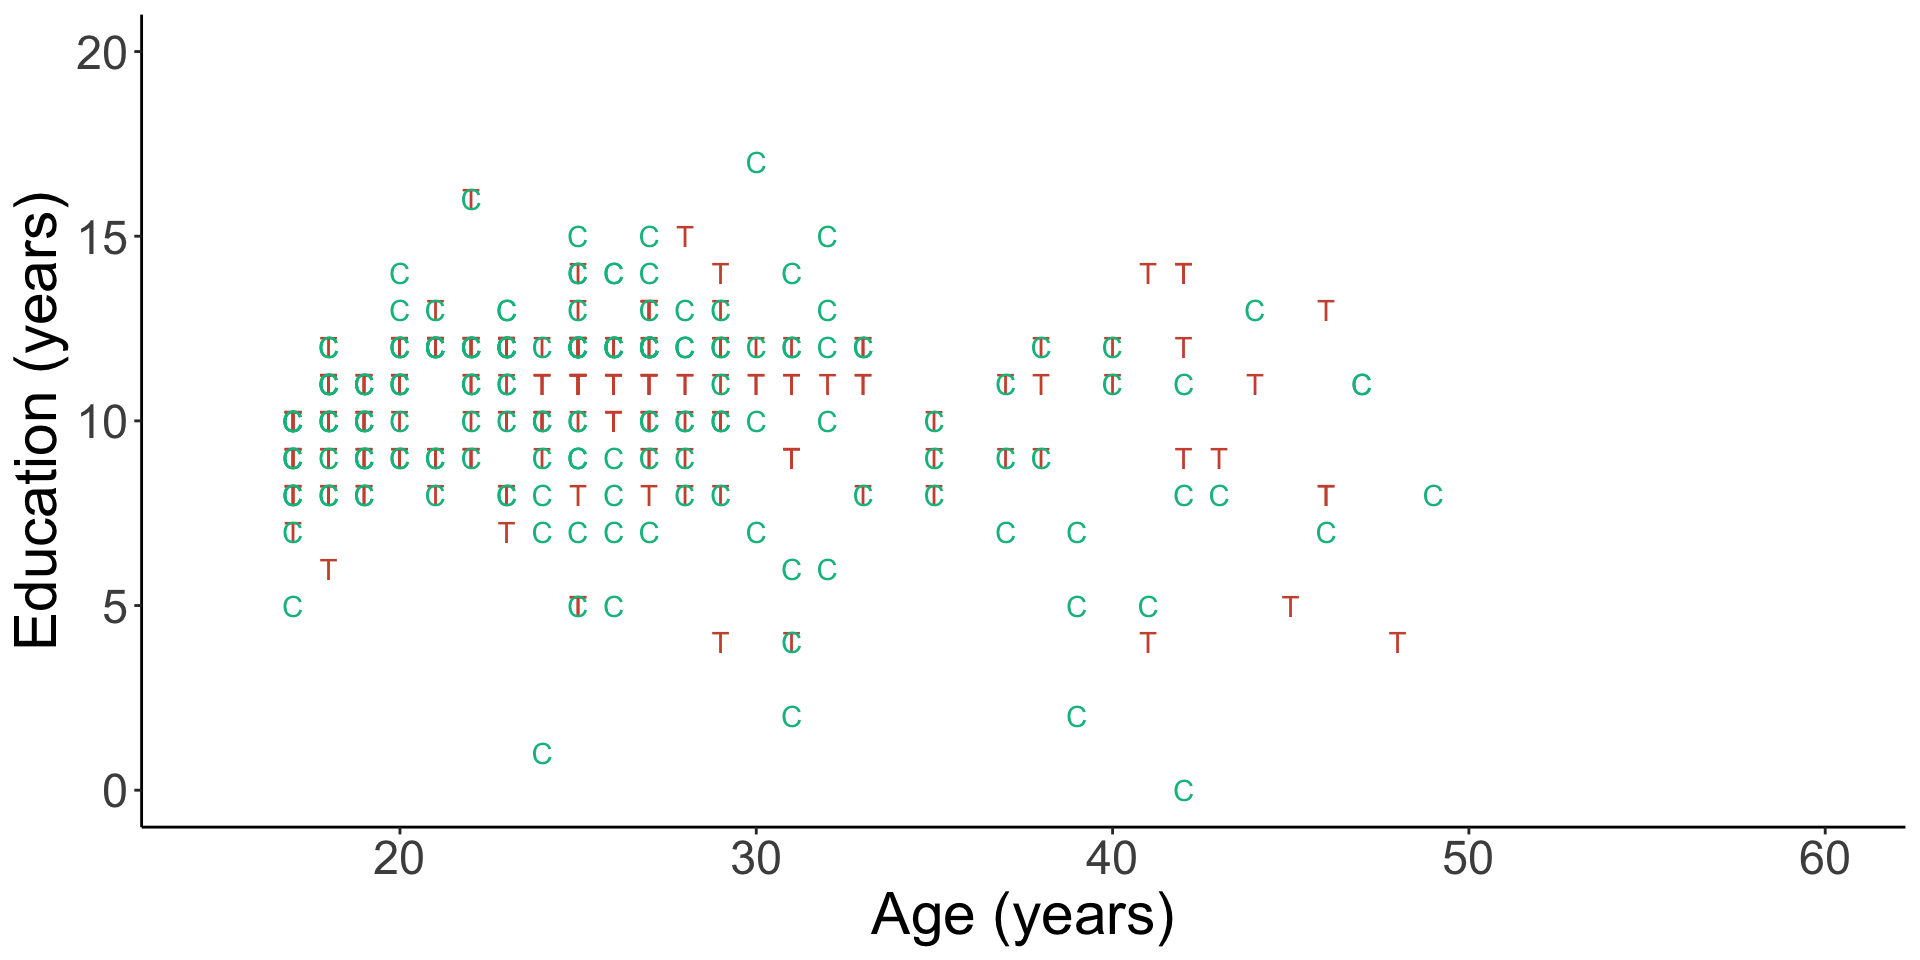 Education (years)
20
15
10
5
0
C
T C
C C T C
C T C C C T C T T
C T C T C C T C T C C T C C T
T C T C T C T C T C T C T C T C T C T C T C T C T C C T C T C T C T
T C T C T C T C T C T T T T T T C T T T T T C T T C C T C
T C T C T C T C T C T C T C T T C T C T C C C T C
T C T C T C T C T C T C T C C C T C T C T T C T C T C T T
T C T C T C T C T C C T C T T C T C T C T C C C T C
T C T C C C C C C C C
T C C
C T C C C C T
T T C T T
C C
C
C
20 30 40 50 60
Age (years)